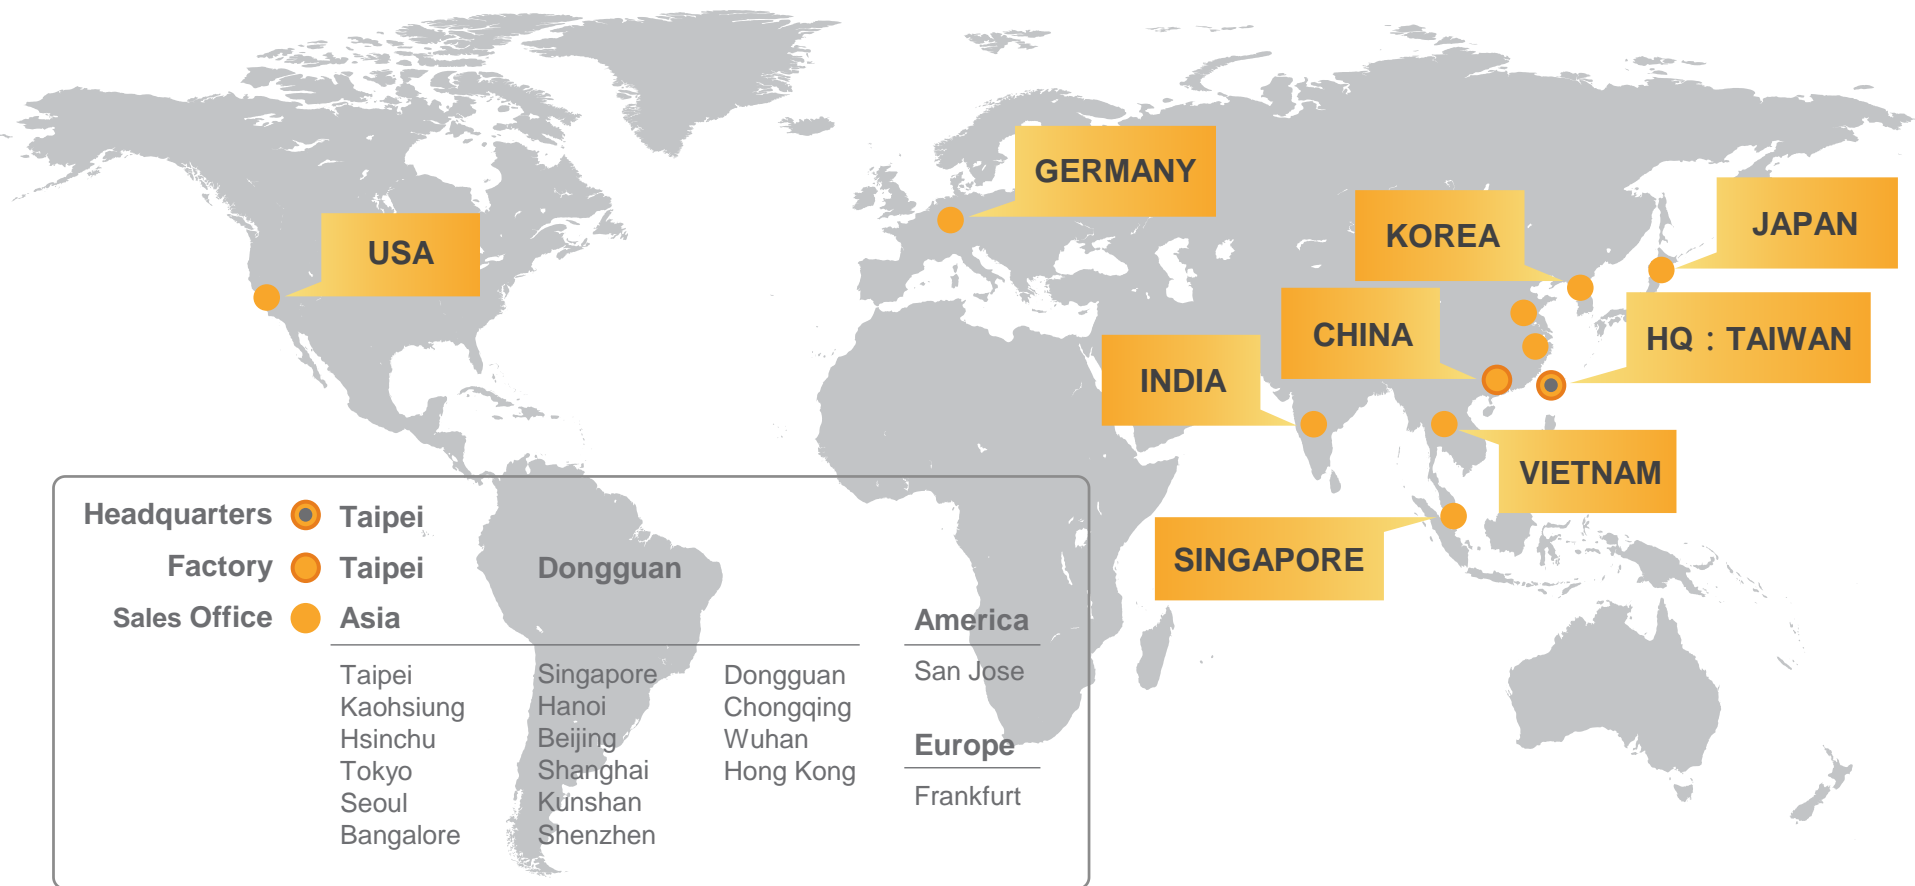 GERMANY
JAPAN
USA
KOREA
CHINA
HQ：TAIWAN
INDIA
VIETNAM
SINGAPORE
Headquarters Taipei
Factory Taipei Dongguan
Sales Office Asia America
Taipei Singapore Dongguan San Jose
Kaohsiung Hanoi Chongqing
Hsinchu Beijing Wuhan Europe
Tokyo Shanghai Hong Kong
Seoul Kunshan Frankfurt
Bangalore Shenzhen